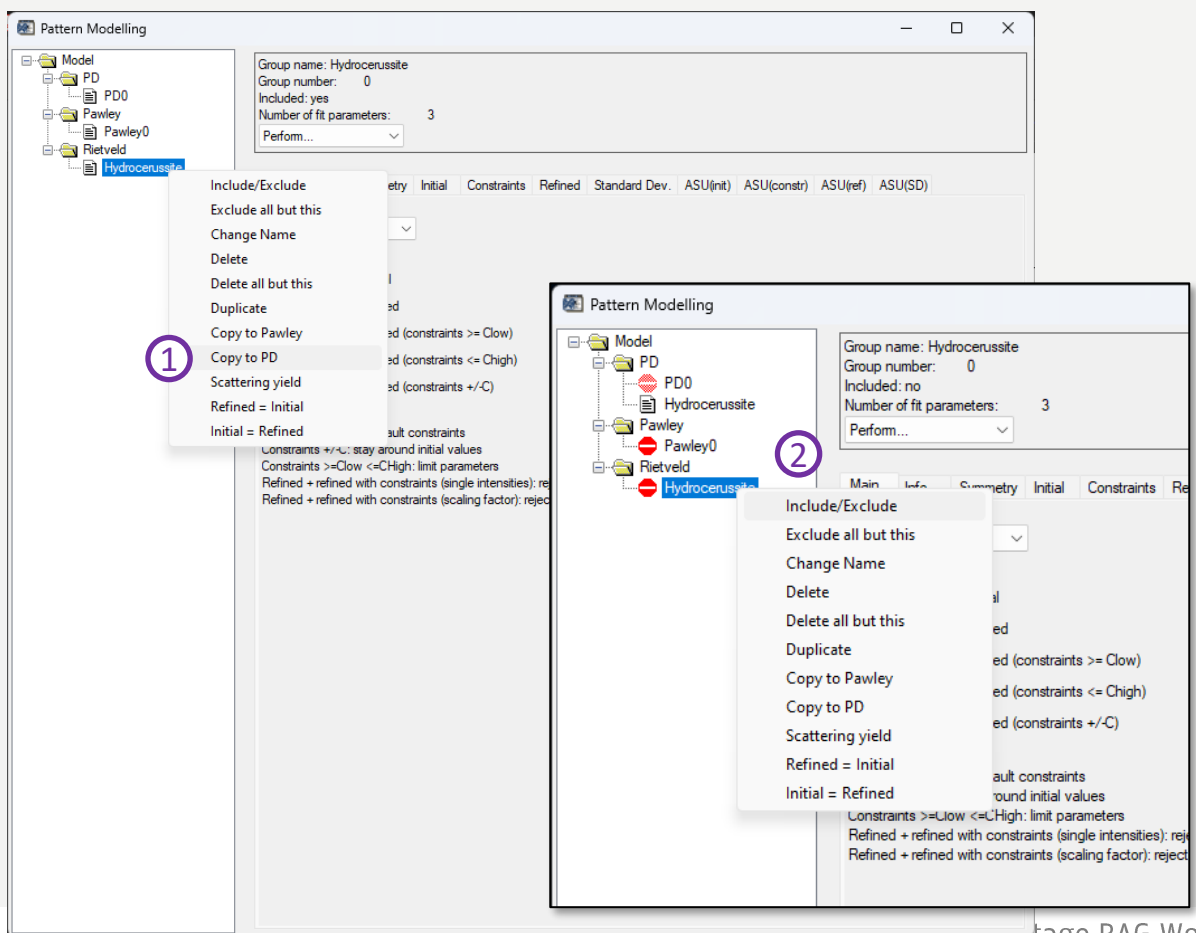 Pattern Modelling
Model
PD
PD0
Pawley
Pawley0
Rietveld
Hydrocerussite
Group name: Hydrocerussite
Group number: 0
Included: yes
Number of fit parameters: 3
Perform...
etry Initial Constraints Refined Standard Dev. ASU(init) ASU(constr) ASU(ref) ASU(SD)
Include/Exclude
Exclude all but this
Change Name
Delete
Delete all but this
Duplicate
Copy to Pawley
1
Copy to PD
Scattering yield
Refined = Initial
Initial = Refined
l
ed
ed (constraints >= Clow)
ed (constraints <= Chigh)
ed (constraints +/-C)
ault constraints
Constraints +/-C: stay around initial values
Constraints >=Clow <=CHigh: limit parameters
Refined + refined with constraints (single intensities): re
Refined + refined with constraints (scaling factor): rejec
Pattern Modelling
Model
PD
PD0
Hydrocerussite
Pawley
Pawley0
Rietveld
Hydrocerussite
Group name: Hydrocerussite
Group number: 0
Included: no
Number of fit parameters: 3
Perform...
2
Main Info Symmetry Initial Constraints Re
Include/Exclude
Exclude all but this
Change Name
Delete
Delete all but this
Duplicate
Copy to Pawley
Copy to PD
Scattering yield
Refined = Initial
Initial = Refined
al
ed
ed (constraints >= Clow)
ed (constraints <= Chigh)
ed (constraints +/-C)
ault constraints
round initial values
Constraints >=Clow <=CHigh: limit parameters
Refined + refined with constraints (single intensities): reje
Refined + refined with constraints (scaling factor): reject
tage BAG Wo